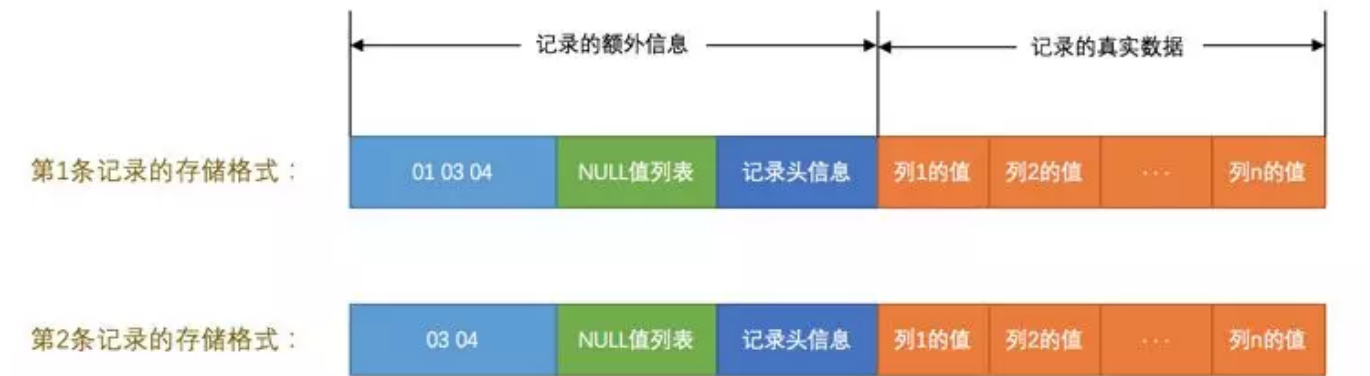 记录的额外信息 记录的真实数据
第1条记录的存储格式： 01 03 04 NULL值列表 记录头信息 列1的值 列2的值 ... 列n的值
第2条记录的存储格式： 03 04 NULL值列表 记录头信息 列1的值 列2的值 ... 列n的值